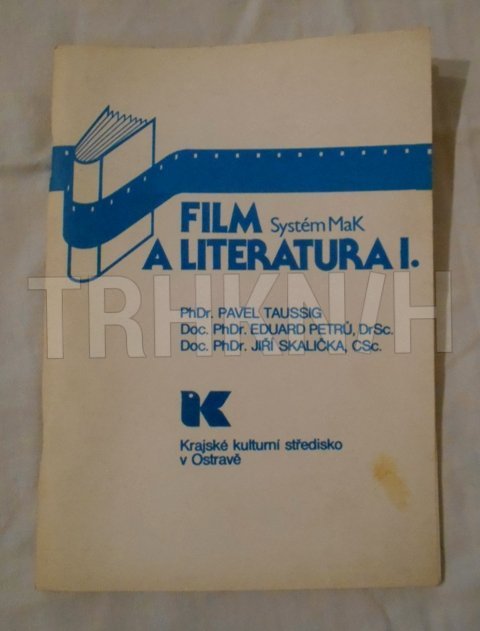 FILM Systém MaK
A LITERATURA I.
TRHKNIH
PhDr. PAVEL TAUSSIG
Doc. PhDr. EDUARD PETRŮ, DrSc.
Doc. PhDr. JIŘÍ SKALIČKA, CSc.
K
Krajské kulturní středisko
v Ostravě